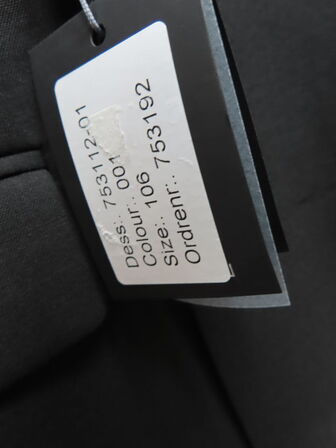 Dess:. 753112-01
Colour:. 001
Size:. 106
Ordrenr:. 753192